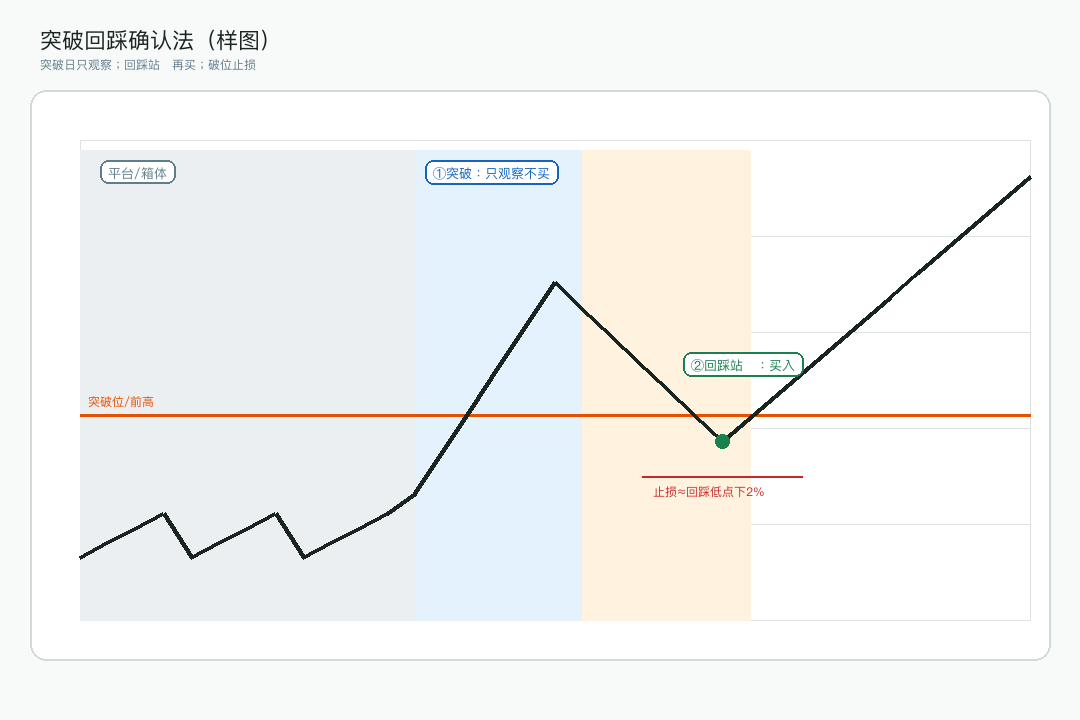 突破回踩确认法（样图）
突破日只观察；回踩站　再买；破位止损
平台/箱体
①突破：只观察不买
②回踩站　：买入
突破位/前高
止损≈回踩低点下2%